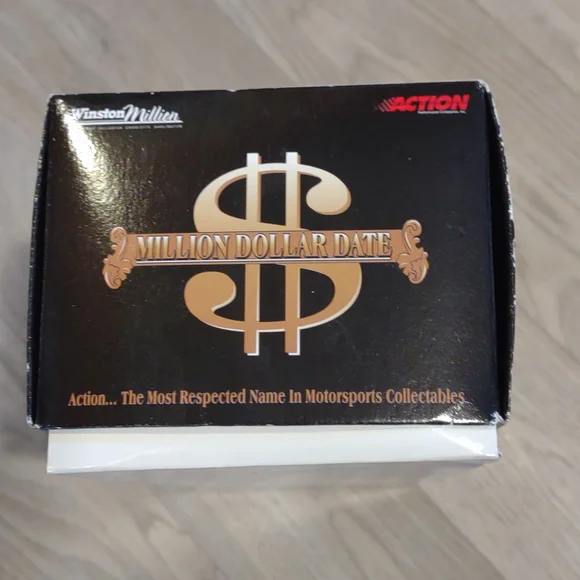 Winston Million
ACTION
MILLION DOLLAR DATE
Action... The Most Respected Name In Motorsports Collectables